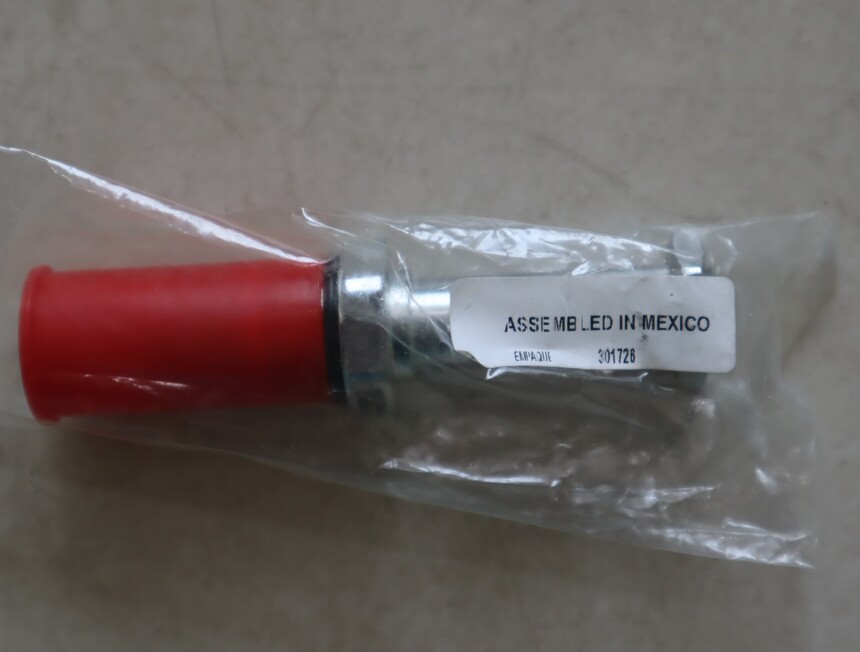 ASSEMBLED IN MEXICO
EMPAQUE 301726